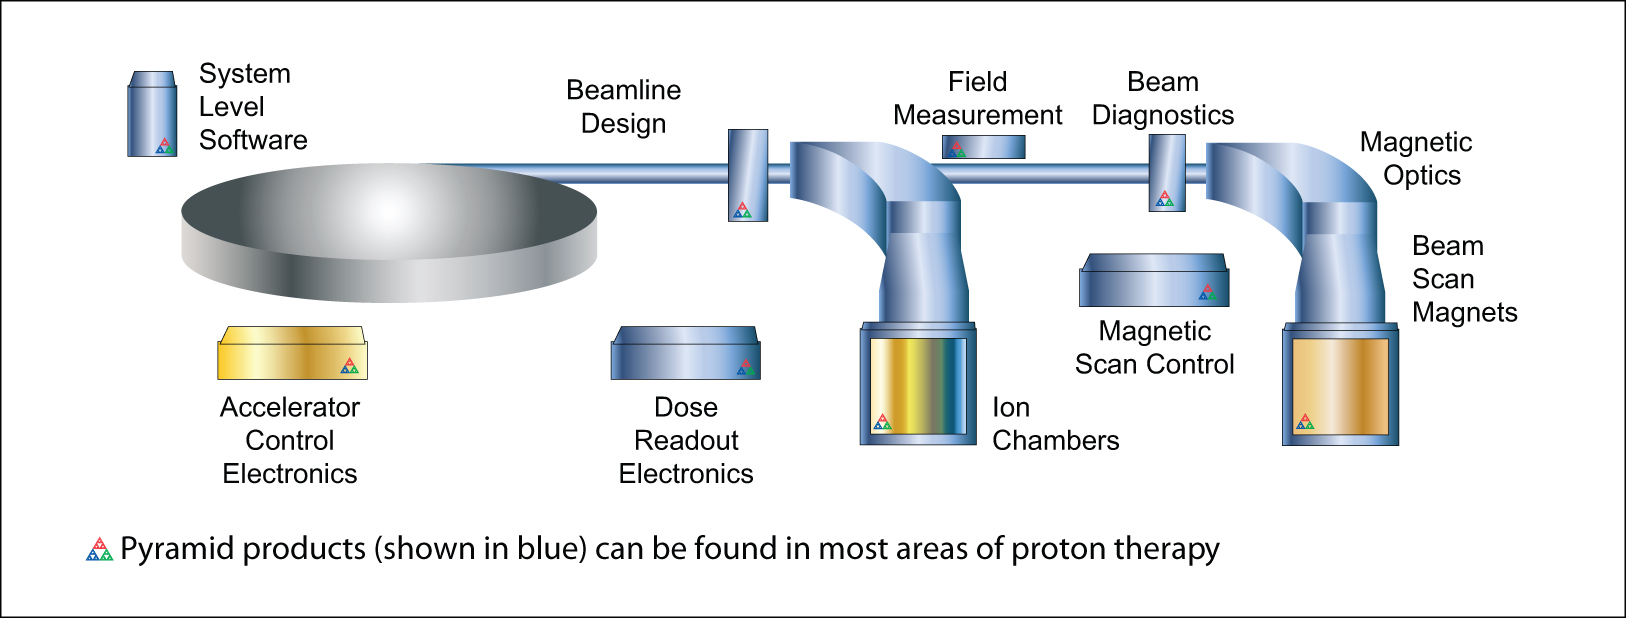 System
Level
Software
Beamline
Design
Field
Measurement
Beam
Diagnostics
Magnetic
Optics
Beam
Scan
Magnets
Magnetic
Scan Control
Accelerator
Control
Electronics
Dose
Readout
Electronics
Ion
Chambers
Pyramid products (shown in blue) can be found in most areas of proton therapy